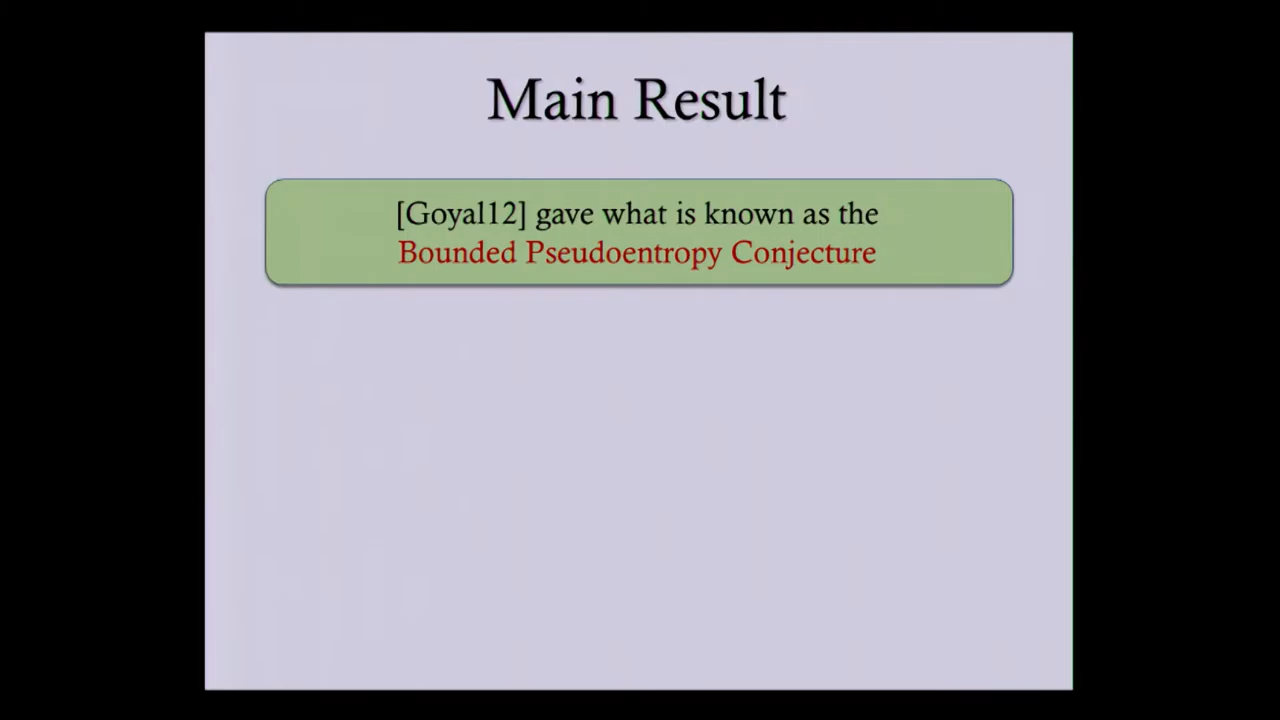 Main Result
[Goyal12] gave what is known as the
Bounded Pseudoentropy Conjecture